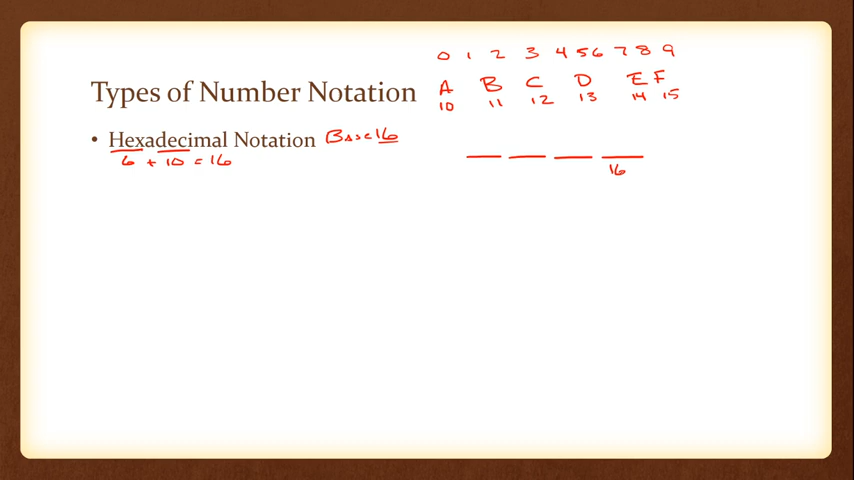 0 1 2 3 4 5 6 7 8 9
Types of Number Notation
A B C D E F
10 11 12 13 14 15
• Hexadecimal Notation Base 16
6 + 10 = 16
16